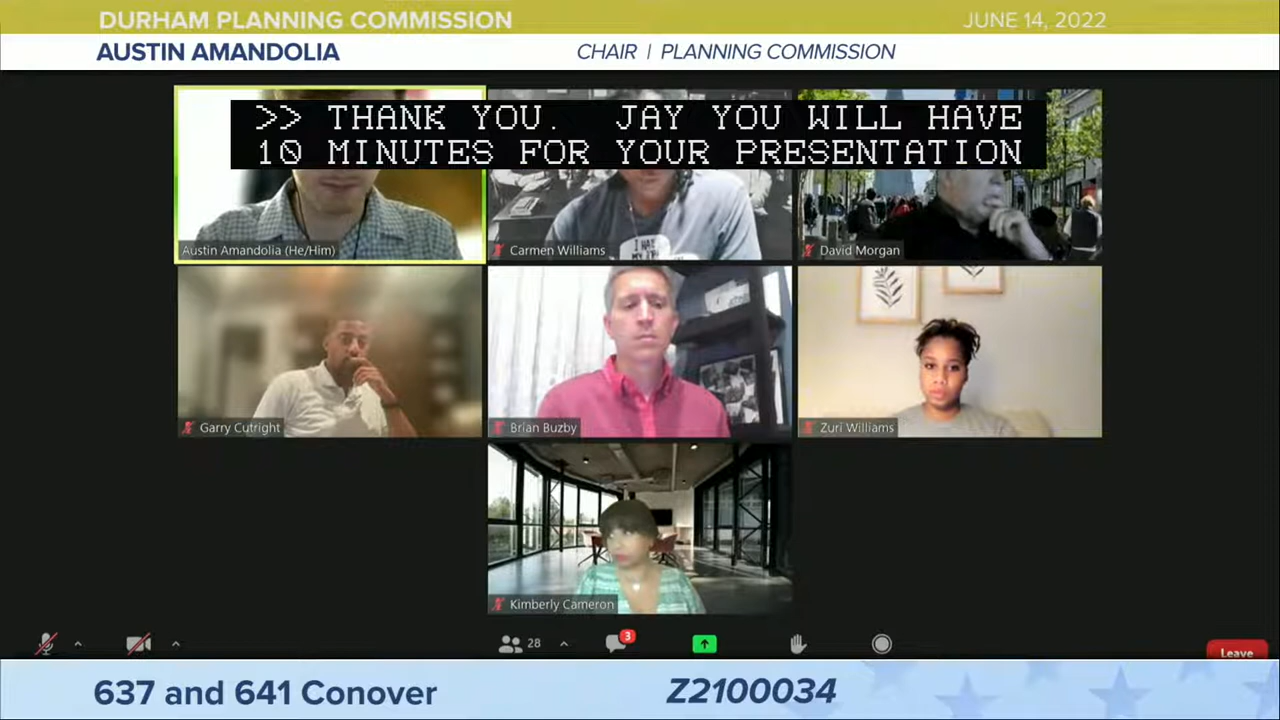 DURHAM PLANNING COMMISSION
JUNE 14, 2022
AUSTIN AMANDOLIA
CHAIR | PLANNING COMMISSION
>> THANK YOU. JAY YOU WILL HAVE
10 MINUTES FOR YOUR PRESENTATION
Austin Amandolia (He/Him)
Carmen Williams
David Morgan
I HAD
Garry Cutright
Brian Buzby
Zuri Williams
Kimberly Cameron
28
3
Leave
637 and 641 Conover
Z2100034